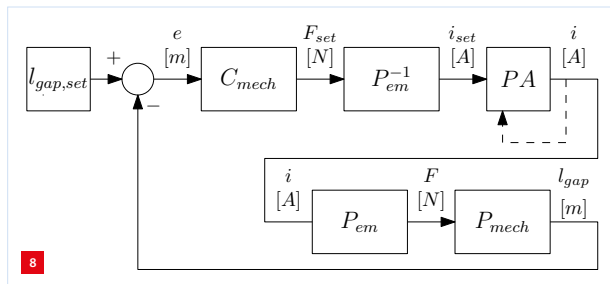 e
[m]
F_set
[N]
i_set
[A]
i
[A]
+
l_gap,set
C_mech
P_em^-1
PA
−
i
[A]
F
[N]
l_gap
[m]
P_em
P_mech
8